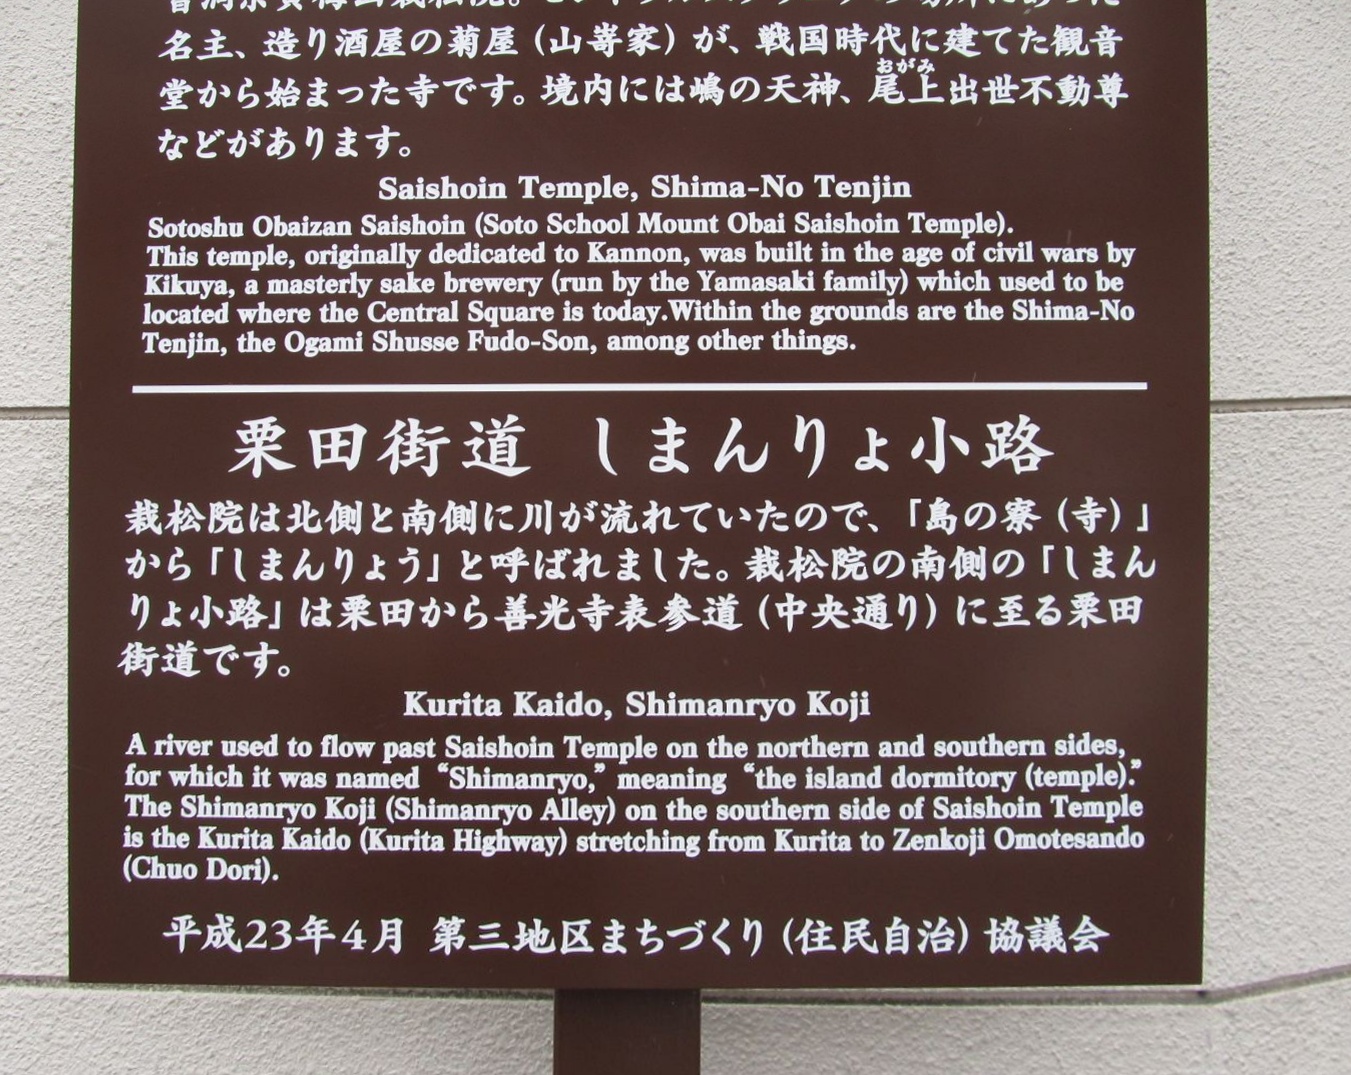 名主、造り酒屋の菊屋（山嵜家）が、戦国時代に建てた観音
堂から始まった寺です。境内には嶋の天神、尾上出世不動尊
おがみ
などがあります。
Saishoin Temple, Shima-No Tenjin
Sotoshu Obaizan Saishoin (Soto School Mount Obai Saishoin Temple).
This temple, originally dedicated to Kannon, was built in the age of civil wars by
Kikuya, a masterly sake brewery (run by the Yamasaki family) which used to be
located where the Central Square is today.Within the grounds are the Shima-No
Tenjin, the Ogami Shusse Fudo-Son, among other things.
栗田街道 しまんりょ小路
栽松院は北側と南側に川が流れていたので、「島の寮（寺）」
から「しまんりょう」と呼ばれました。栽松院の南側の「しまん
りょ小路」は栗田から善光寺表参道（中央通り）に至る栗田
街道です。
Kurita Kaido, Shimanryo Koji
A river used to flow past Saishoin Temple on the northern and southern sides,
for which it was named “Shimanryo,” meaning “the island dormitory (temple).”
The Shimanryo Koji (Shimanryo Alley) on the southern side of Saishoin Temple
is the Kurita Kaido (Kurita Highway) stretching from Kurita to Zenkoji Omotesando
(Chuo Dori).
平成23年4月 第三地区まちづくり（住民自治）協議会